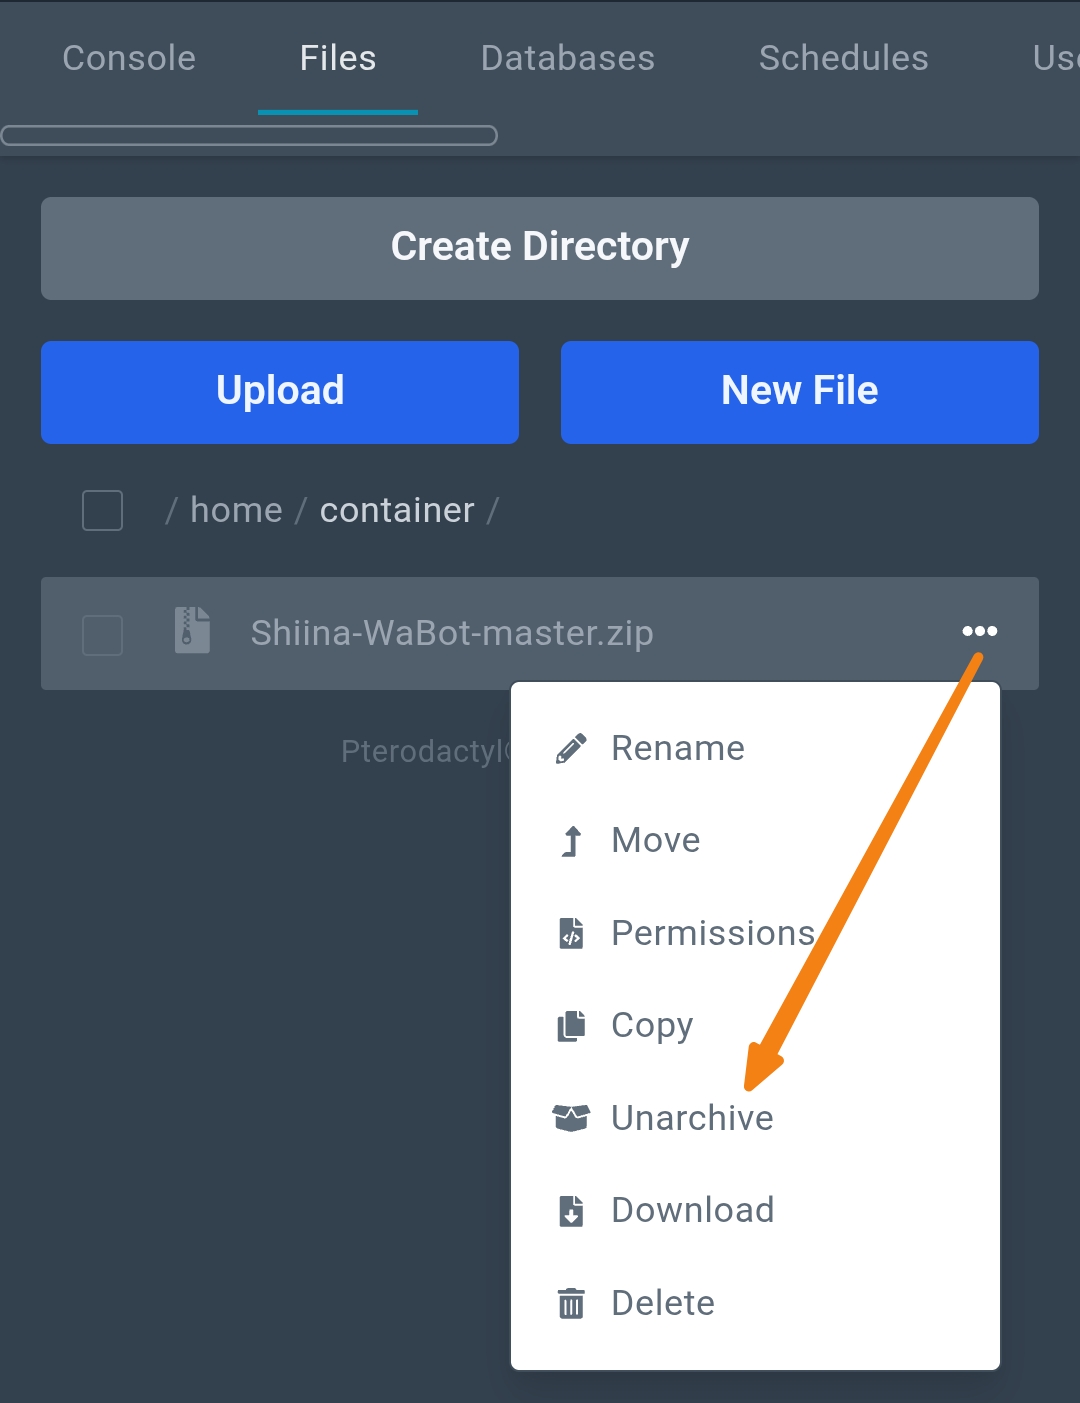 Console Files Databases Schedules
Create Directory
Upload New File
/ home / container /
Shiina-WaBot-master.zip
Pterodactyl
Rename
Move
Permissions
Copy
Unarchive
Download
Delete